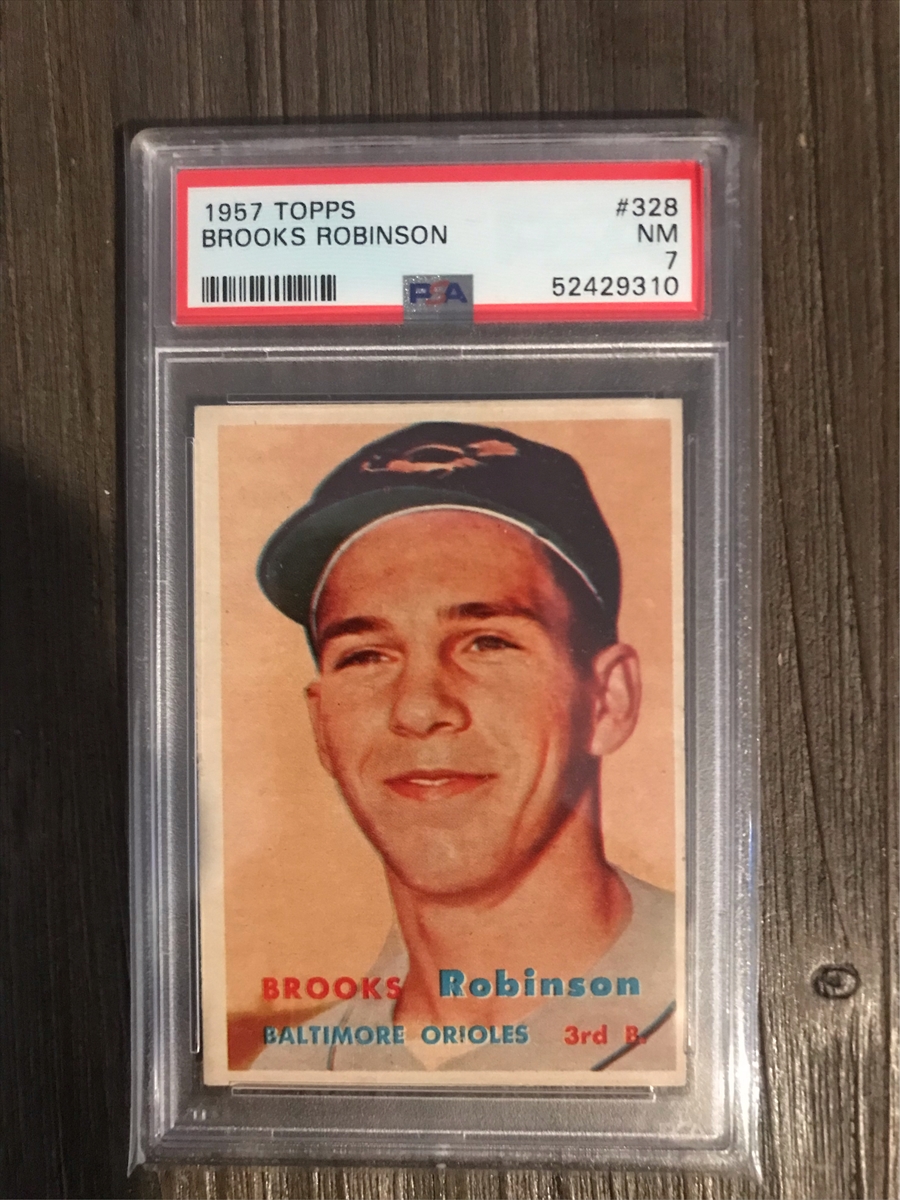 1957 TOPPS #328
BROOKS ROBINSON NM
7
PSA 52429310
BROOKS Robinson
BALTIMORE ORIOLES 3rd B.